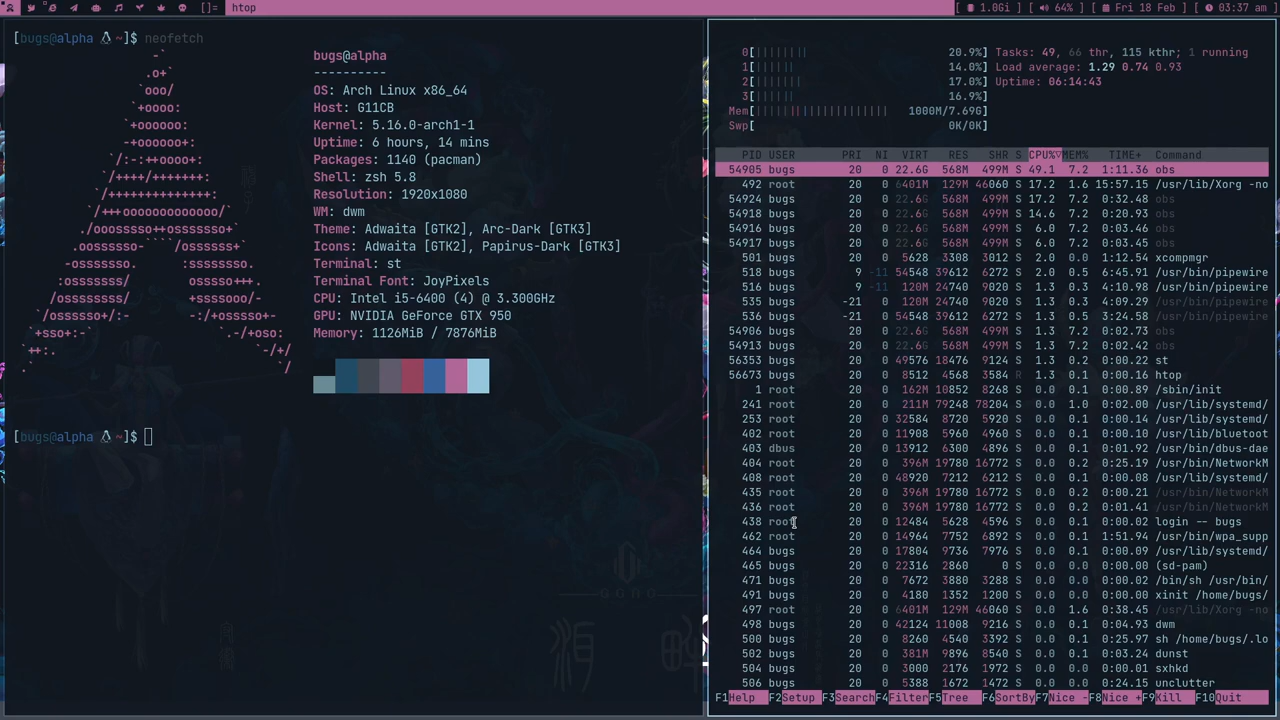 []= htop 1.0Gi | 64% | Fri 18 Feb | 03:37 am
[bugs@alpha ~]$ neofetch
bugs@alpha
----------
OS: Arch Linux x86_64
Host: G11CB
Kernel: 5.16.0-arch1-1
Uptime: 6 hours, 14 mins
Packages: 1140 (pacman)
Shell: zsh 5.8
Resolution: 1920x1080
WM: dwm
Theme: Adwaita [GTK2], Arc-Dark [GTK3]
Icons: Adwaita [GTK2], Papirus-Dark [GTK3]
Terminal: st
Terminal Font: JoyPixels
CPU: Intel i5-6400 (4) @ 3.300GHz
GPU: NVIDIA GeForce GTX 950
Memory: 1126MiB / 7876MiB
[bugs@alpha ~]$
0[|||||||| 20.9%] Tasks: 49, 66 thr, 115 kthr; 1 running
1[|||||| 14.0%] Load average: 1.29 0.74 0.93
2[||||||| 17.0%] Uptime: 06:14:43
3[|||||| 16.9%]
Mem[|||||||||||||||||||||| 1000M/7.69G]
Swp[ 0K/0K]
PID USER PRI NI VIRT RES SHR S CPU%▽MEM% TIME+ Command
54905 bugs 20 0 22.6G 568M 499M S 49.1 7.2 1:11.36 obs
492 root 20 0 6401M 129M 46060 S 17.2 1.6 15:57.15 /usr/lib/Xorg -no
54924 bugs 20 0 22.6G 568M 499M S 17.2 7.2 0:32.48 obs
54918 bugs 20 0 22.6G 568M 499M S 14.6 7.2 0:20.93 obs
54916 bugs 20 0 22.6G 568M 499M S 6.0 7.2 0:03.46 obs
54917 bugs 20 0 22.6G 568M 499M S 6.0 7.2 0:03.45 obs
501 bugs 20 0 5628 3308 3012 S 2.0 0.0 1:12.54 xcompmgr
518 bugs 9 -11 54548 39612 6272 S 2.0 0.5 6:45.91 /usr/bin/pipewire
516 bugs 9 -11 120M 24740 9020 S 1.3 0.3 4:10.98 /usr/bin/pipewire
535 bugs -21 0 120M 24740 9020 S 1.3 0.3 4:09.29 /usr/bin/pipewire
536 bugs -21 0 54548 39612 6272 S 1.3 0.5 3:24.58 /usr/bin/pipewire
54906 bugs 20 0 22.6G 568M 499M S 1.3 7.2 0:02.73 obs
54913 bugs 20 0 22.6G 568M 499M S 1.3 7.2 0:02.42 obs
56353 bugs 20 0 49576 18476 9124 S 1.3 0.2 0:00.22 st
56673 bugs 20 0 8512 4568 3584 R 1.3 0.1 0:00.16 htop
1 root 20 0 162M 10852 8268 S 0.0 0.1 0:00.89 /sbin/init
241 root 20 0 211M 79248 78204 S 0.0 1.0 0:02.00 /usr/lib/systemd/
253 root 20 0 32584 8720 5920 S 0.0 0.1 0:00.14 /usr/lib/systemd/
402 root 20 0 11908 5960 4960 S 0.0 0.1 0:00.10 /usr/lib/bluetoot
403 dbus 20 0 13912 6300 4896 S 0.0 0.1 0:01.92 /usr/bin/dbus-dae
404 root 20 0 396M 19780 16772 S 0.0 0.2 0:25.19 /usr/bin/NetworkM
408 root 20 0 48920 7212 6212 S 0.0 0.1 0:00.08 /usr/lib/systemd/
435 root 20 0 396M 19780 16772 S 0.0 0.2 0:00.21 /usr/bin/NetworkM
436 root 20 0 396M 19780 16772 S 0.0 0.2 0:01.41 /usr/bin/NetworkM
438 root 20 0 12484 5628 4596 S 0.0 0.1 0:00.02 login -- bugs
462 root 20 0 14964 7752 6892 S 0.0 0.1 1:51.94 /usr/bin/wpa_supp
464 bugs 20 0 17804 9736 7976 S 0.0 0.1 0:00.09 /usr/lib/systemd/
465 bugs 20 0 22316 2860 0 S 0.0 0.0 0:00.00 (sd-pam)
471 bugs 20 0 7672 3880 3288 S 0.0 0.0 0:00.02 /bin/sh /usr/bin/
491 bugs 20 0 4180 1352 1200 S 0.0 0.0 0:00.00 xinit /home/bugs/
497 root 20 0 6401M 129M 46060 S 0.0 1.6 0:38.45 /usr/lib/Xorg -no
498 bugs 20 0 42124 11008 9216 S 0.0 0.1 0:04.93 dwm
500 bugs 20 0 8260 4540 3392 S 0.0 0.1 0:25.97 sh /home/bugs/.lo
502 bugs 20 0 381M 9896 8540 S 0.0 0.1 0:03.24 dunst
504 bugs 20 0 3000 2176 1972 S 0.0 0.0 0:00.01 sxhkd
506 bugs 20 0 5388 1672 1472 S 0.0 0.0 0:24.15 unclutter
F1Help F2Setup F3SearchF4FilterF5Tree F6SortByF7Nice -F8Nice +F9Kill F10Quit